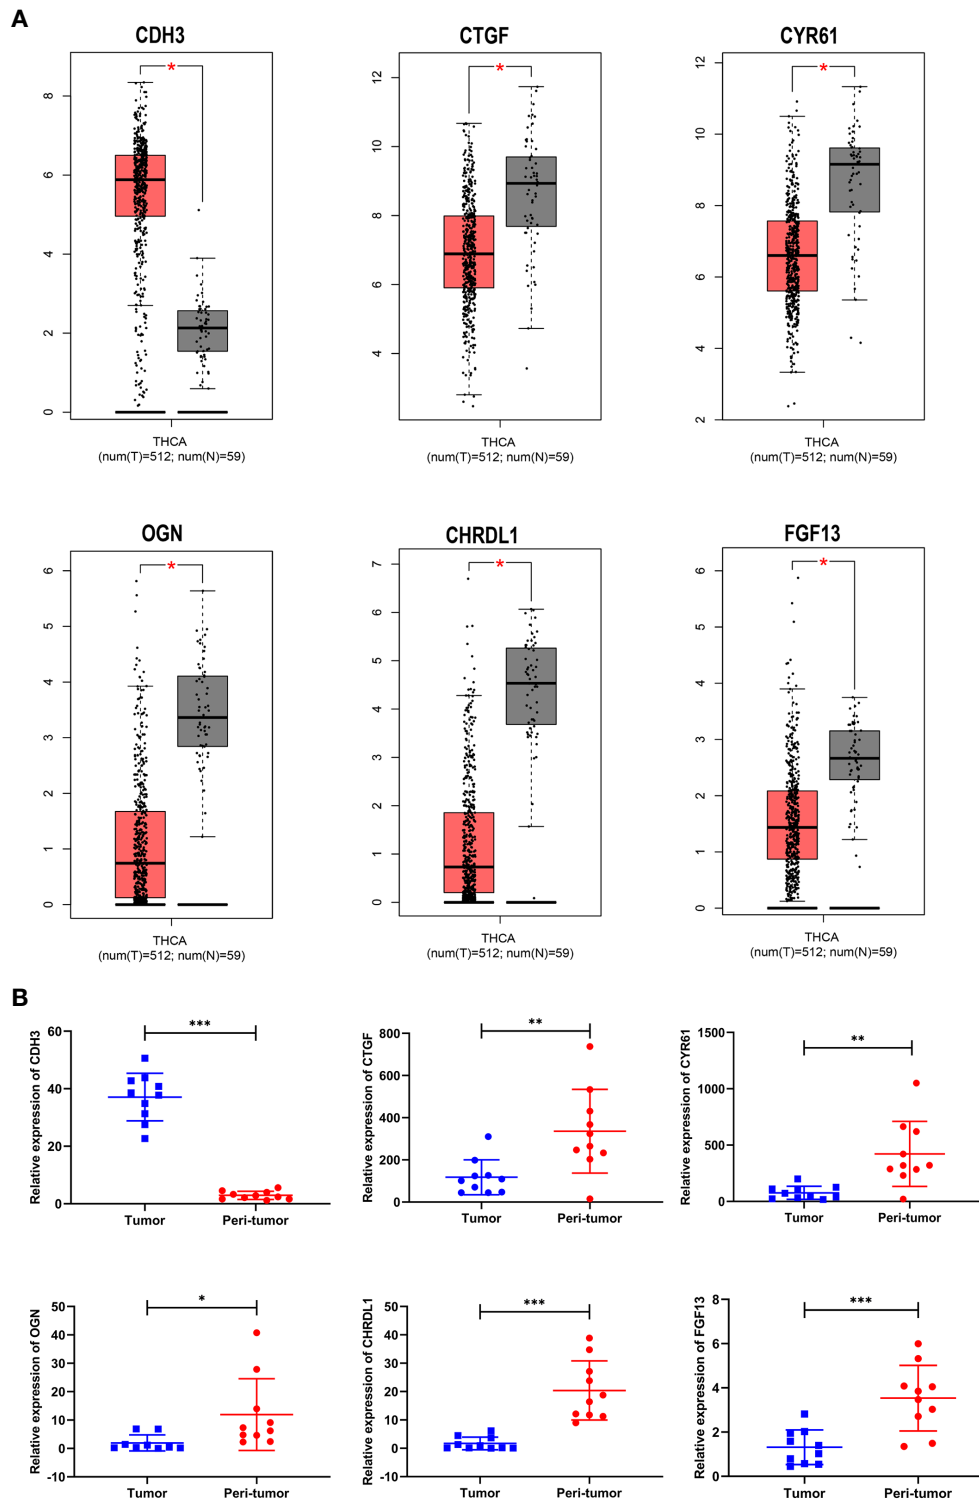 A
CDH3
*
0
2
4
6
8
THCA
(num(T)=512; num(N)=59)
CTGF
*
4
6
8
10
12
THCA
(num(T)=512; num(N)=59)
CYR61
*
2
4
6
8
10
12
THCA
(num(T)=512; num(N)=59)
OGN
*
0
1
2
3
4
5
6
THCA
(num(T)=512; num(N)=59)
CHRDL1
*
0
1
2
3
4
5
6
7
THCA
(num(T)=512; num(N)=59)
FGF13
*
0
1
2
3
4
5
6
THCA
(num(T)=512; num(N)=59)
B
Relative expression of CDH3
60
40
20
0
***
Tumor
Peri-tumor
Relative expression of CTGF
800
600
400
200
0
**
Tumor
Peri-tumor
Relative expression of CYR61
1500
1000
500
0
**
Tumor
Peri-tumor
Relative expression of OGN
50
40
30
20
10
0
-10
*
Tumor
Peri-tumor
Relative expression of CHRDL1
50
40
30
20
10
0
-10
***
Tumor
Peri-tumor
Relative expression of FGF13
8
6
4
2
0
***
Tumor
Peri-tumor